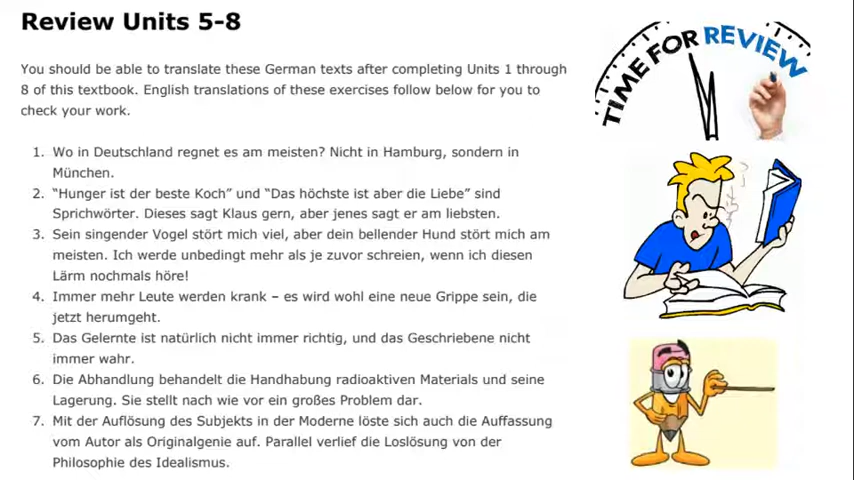 Review Units 5-8
You should be able to translate these German texts after completing Units 1 through
8 of this textbook. English translations of these exercises follow below for you to
check your work.
1. Wo in Deutschland regnet es am meisten? Nicht in Hamburg, sondern in
München.
2. “Hunger ist der beste Koch” und “Das höchste ist aber die Liebe” sind
Sprichwörter. Dieses sagt Klaus gern, aber jenes sagt er am liebsten.
3. Sein singender Vogel stört mich viel, aber dein bellender Hund stört mich am
meisten. Ich werde unbedingt mehr als je zuvor schreien, wenn ich diesen
Lärm nochmals höre!
4. Immer mehr Leute werden krank – es wird wohl eine neue Grippe sein, die
jetzt herumgeht.
5. Das Gelernte ist natürlich nicht immer richtig, und das Geschriebene nicht
immer wahr.
6. Die Abhandlung behandelt die Handhabung radioaktiven Materials und seine
Lagerung. Sie stellt nach wie vor ein großes Problem dar.
7. Mit der Auflösung des Subjekts in der Moderne löste sich auch die Auffassung
vom Autor als Originalgenie auf. Parallel verlief die Loslösung von der
Philosophie des Idealismus.
TIME FOR REVIEW